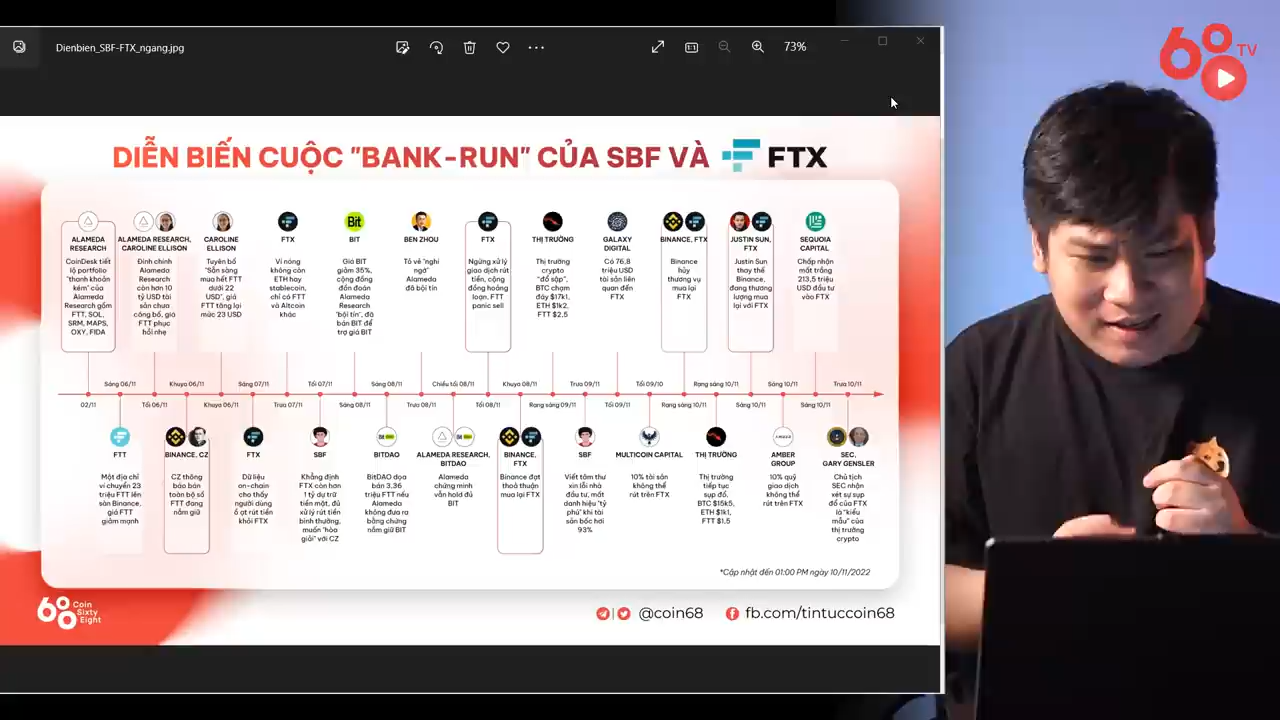 Dienbien_SBF-FTX_ngang.jpg
73%
68
TV
DIỄN BIẾN CUỘC "BANK-RUN" CỦA SBF VÀ FTX
ALAMEDA
RESEARCH
CoinDesk tiết
lộ portfolio
"thanh khoản
kém" của
Alameda
Research gồm
FTT, SOL,
SRM, MAPS,
OXY, FIDA
ALAMEDA RESEARCH,
CAROLINE ELLISON
Đính chính
Alameda
Research
còn hơn 10
tỷ USD tài
sản chưa
công bố, giá
FTT phục
hồi nhẹ
CAROLINE
ELLISON
Tuyên bố
"Sẵn sàng
mua hết FTT
dưới 22
USD", giá
FTT tăng lại
mức 23 USD
FTX
Ví nóng
không còn
ETH hay
stablecoin,
chỉ có FTT
và Altcoin
khác
Bit
BIT
Giá BIT
giảm 35%,
cộng đồng
đồn đoán
Alameda
Research
"bội tín", đã
bán BIT để
trợ giá BIT
BEN ZHOU
Tỏ vẻ "nghi
ngờ"
Alameda
đã bội tín
FTX
Ngừng xử lý
giao dịch rút
tiền, cộng
đồng hoảng
loạn, FTT
panic sell
THỊ TRƯỜNG
Thị trường
crypto
"đổ sập",
BTC chạm
đáy $17k1,
ETH $1k2,
FTT $2,5
GALAXY
DIGITAL
Có 76,8
triệu USD
tài sản liên
quan đến
FTX
BINANCE, FTX
Binance
hủy
thương vụ
mua lại
FTX
JUSTIN SUN,
FTX
Justin Sun
thay thế
Binance,
đang thương
lượng mua
lại với FTX
SEQUOIA
CAPITAL
Chấp nhận
mất trắng
213,5 triệu
USD đầu tư
vào FTX
Sáng 06/11
Khuya 06/11
Sáng 07/11
Tối 07/11
Sáng 08/11
Chiều tối 08/11
Khuya 08/11
Trưa 09/11
Tối 09/10
Rạng sáng 10/11
Sáng 10/11
Trưa 10/11
02/11
Tối 06/11
Khuya 06/11
Trưa 07/11
Sáng 08/11
Trưa 08/11
Tối 08/11
Rạng sáng 09/11
Tối 09/11
Rạng sáng 10/11
Sáng 10/11
Sáng 10/11
FTT
Một địa chỉ
ví chuyển 23
triệu FTT lên
sàn Binance,
giá FTT
giảm mạnh
BINANCE, CZ
CZ thông
báo bán
toàn bộ số
FTT đang
nắm giữ
FTX
Dữ liệu
on-chain
cho thấy
người dùng
ồ ạt rút tiền
khỏi FTX
SBF
Khẳng định
FTX còn hơn
1 tỷ dự trữ
tiền mặt, đủ
xử lý rút tiền
bình thường,
muốn "hòa
giải" với CZ
BITDAO
BitDAO dọa
bán 3,36
triệu FTT nếu
Alameda
không đưa ra
bằng chứng
nắm giữ BIT
ALAMEDA RESEARCH,
BITDAO
Alameda
chứng minh
vẫn hold đủ
BIT
BINANCE,
FTX
Binance đạt
thoả thuận
mua lại FTX
SBF
Viết tâm thư
xin lỗi nhà
đầu tư, mất
danh hiệu "tỷ
phú" khi tài
sản bốc hơi
93%
MULTICOIN CAPITAL
10% tài sản
không thể
rút trên FTX
THỊ TRƯỜNG
Thị trường
tiếp tục
sụp đổ,
BTC $15k5,
ETH $1k1,
FTT $1,5
AMBER
GROUP
10% quỹ
giao dịch
không thể
rút trên FTX
SEC,
GARY GENSLER
Chủ tịch
SEC nhận
xét sự sụp
đổ của FTX
là "kiểu
mẫu" của
thị trường
crypto
*Cập nhật đến 01:00 PM ngày 10/11/2022
68 Coin
Sixty
Eight
@coin68
fb.com/tintuccoin68